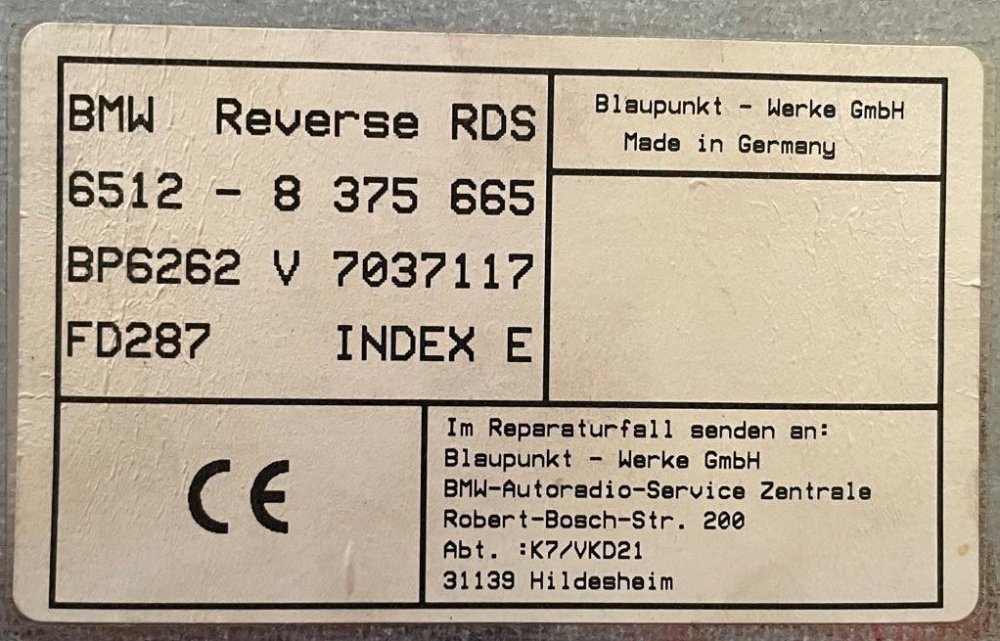 BMW Reverse RDS
6512 - 8 375 665
BP6262 V 7037117
FD287 INDEX E
Blaupunkt - Werke GmbH
Made in Germany
CE
Im Reparaturfall senden an:
Blaupunkt - Werke GmbH
BMW-Autoradio-Service Zentrale
Robert-Bosch-Str. 200
Abt. :K7/VKD21
31139 Hildesheim